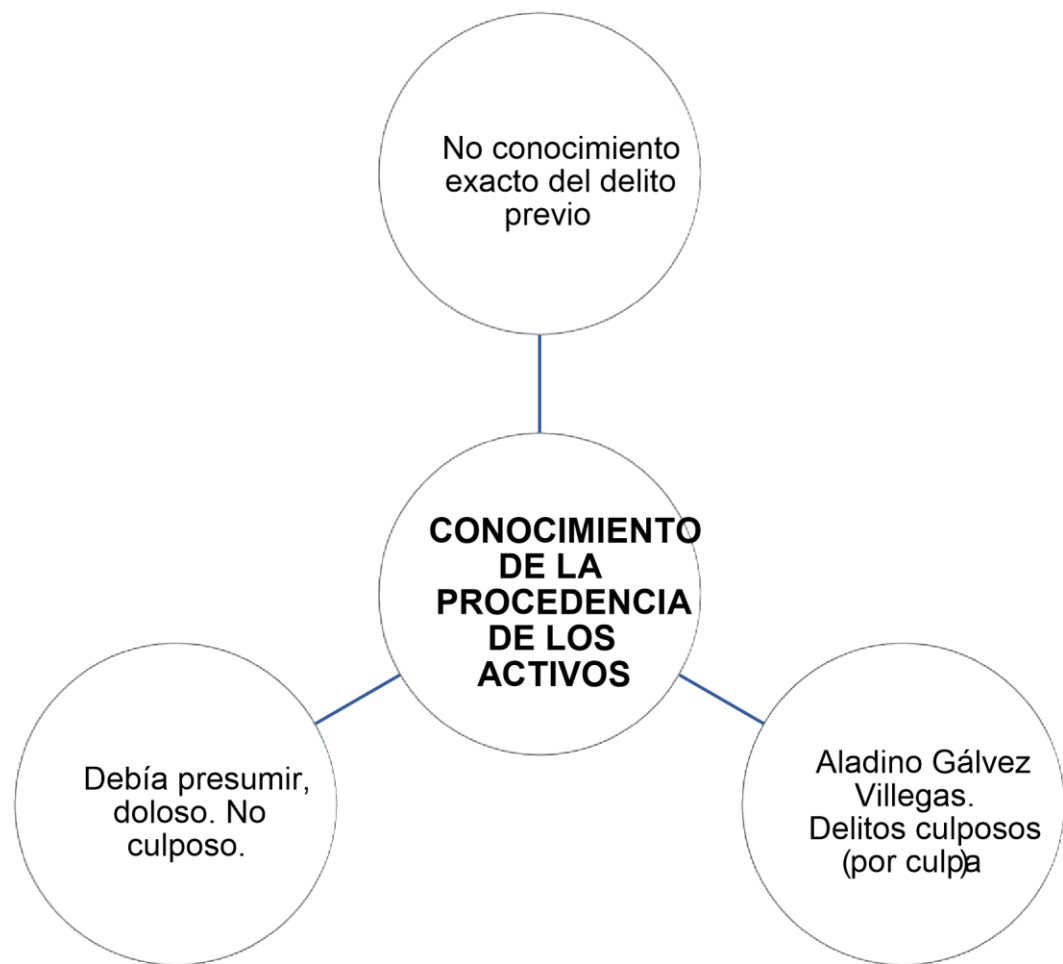 No conocimiento
exacto del delito
previo
CONOCIMIENTO
DE LA
PROCEDENCIA
DE LOS
ACTIVOS
Debía presumir,
doloso. No
culposo.
Aladino Gálvez
Villegas.
Delitos culposos
(por culpa)